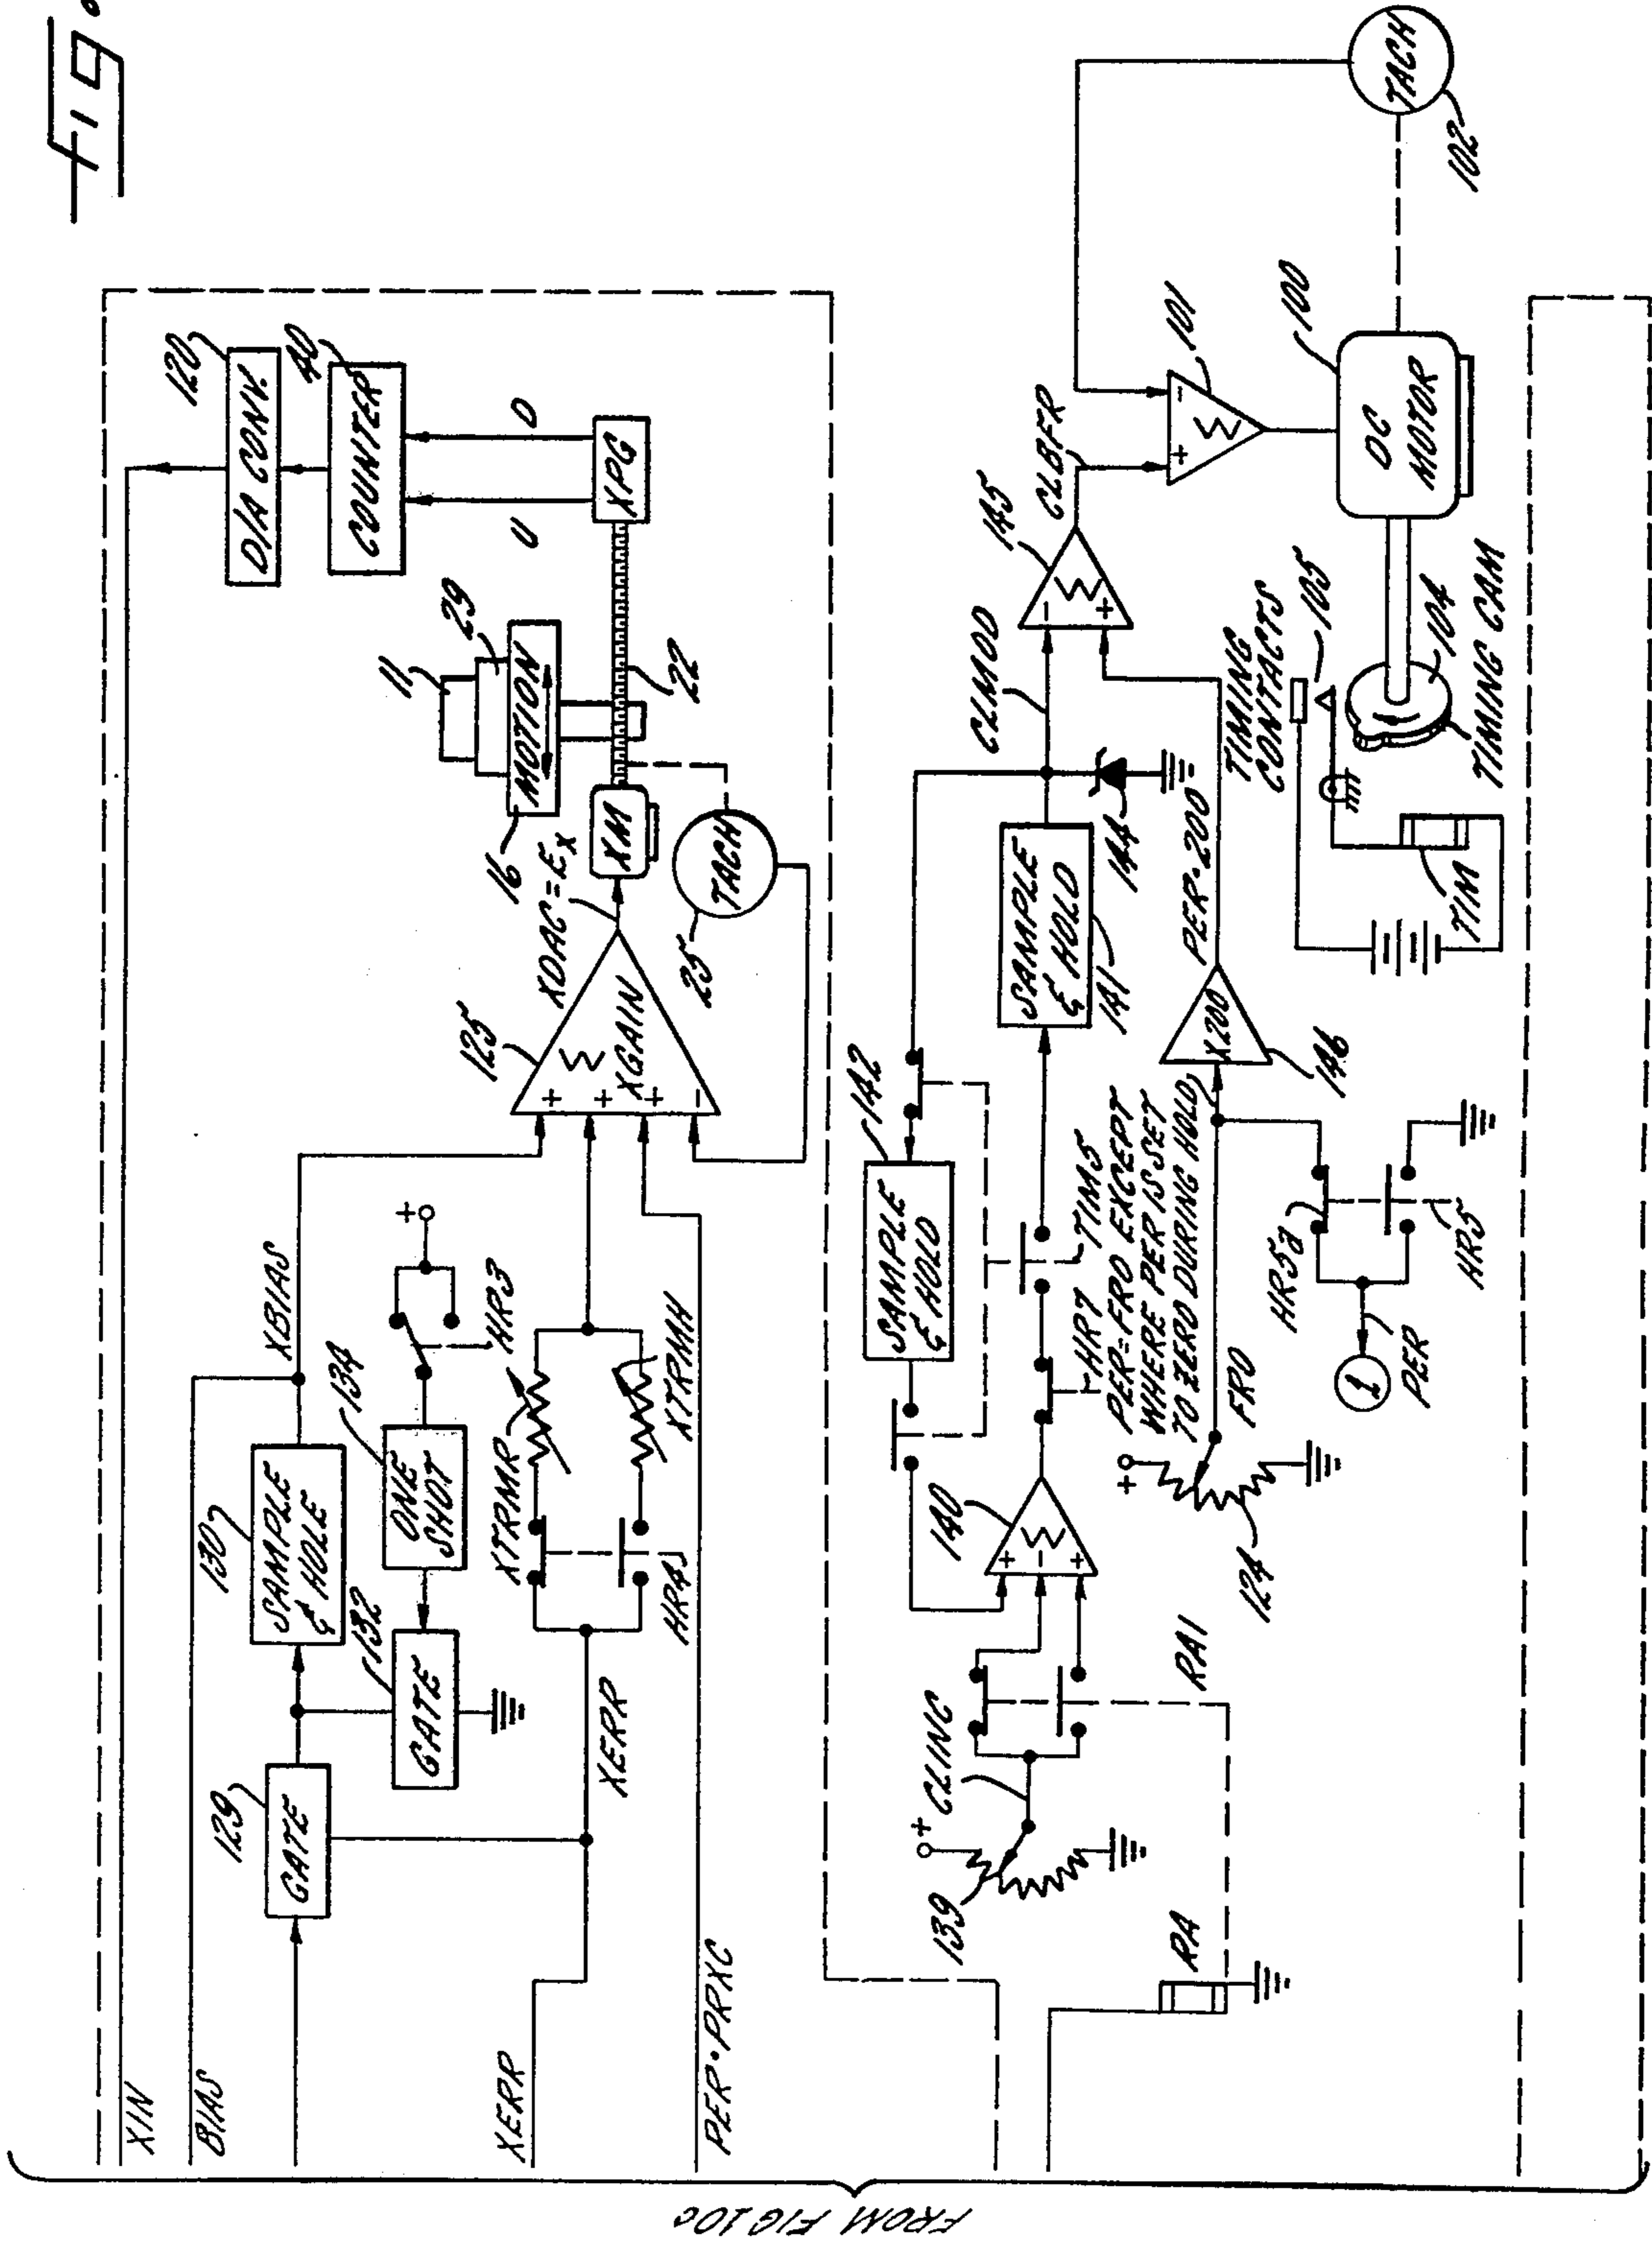 Fig.
XIN
BIAS
XERR
PER·PRXC
FROM FIG 10c
129
GATE
130
SAMPLE
& HOLE
132
GATE
134
ONE
SHOT
+
HR3
XBIAS
XERR
XTRMR
XTRMH
HR4
125
+
+
+
-
Σ
XGAIN
XDAC=Ex
25
TACH
XM
16
MOTION
11
29
22
XPG
U
D
COUNTER
40
D/A CONV.
120
RA
RA1
139
+
CLINC
140
+
-
+
Σ
SAMPLE
& HOLD
142
HR7
TIM5
SAMPLE
& HOLD
141
144
CLMOD
145
-
+
Σ
CLBFR
+
-
Σ
101
TACH
102
DC
MOTOR
100
104
TIMING CAM
TIMING
CONTACTS
105
TIM
PER·200
X200
146
PER=FRO EXCEPT
WHERE PER IS SET
TO ZERO DURING HOLD
+
124
FRO
HR5a
HR5
1
PER